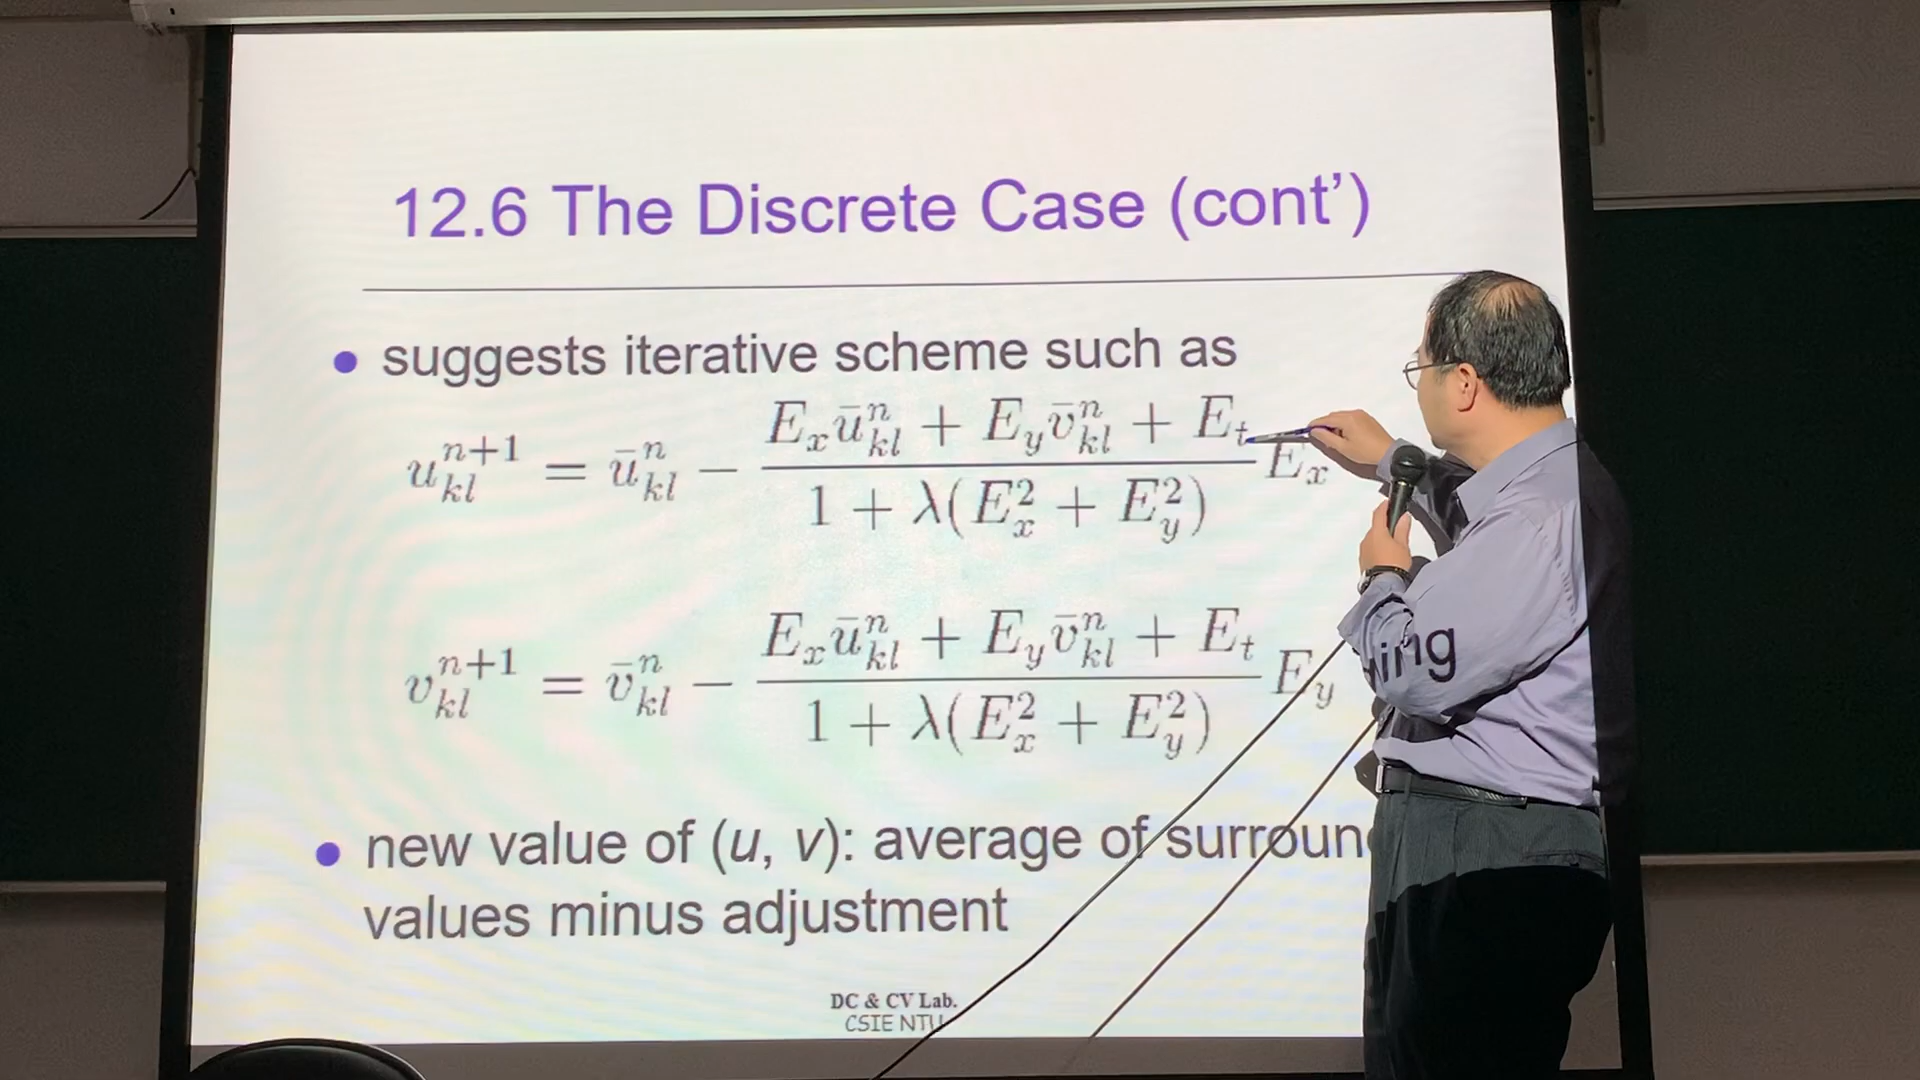 12.6 The Discrete Case (cont’)
• suggests iterative scheme such as
$u_{kl}^{n+1} = \bar{u}_{kl}^{n} - \frac{E_x \bar{u}_{kl}^{n} + E_y \bar{v}_{kl}^{n} + E_t}{1 + \lambda(E_x^2 + E_y^2)} E_x$
$v_{kl}^{n+1} = \bar{v}_{kl}^{n} - \frac{E_x \bar{u}_{kl}^{n} + E_y \bar{v}_{kl}^{n} + E_t}{1 + \lambda(E_x^2 + E_y^2)} E_y$
• new value of (u, v): average of surrounding
values minus adjustment
DC & CV Lab.
CSIE NTU